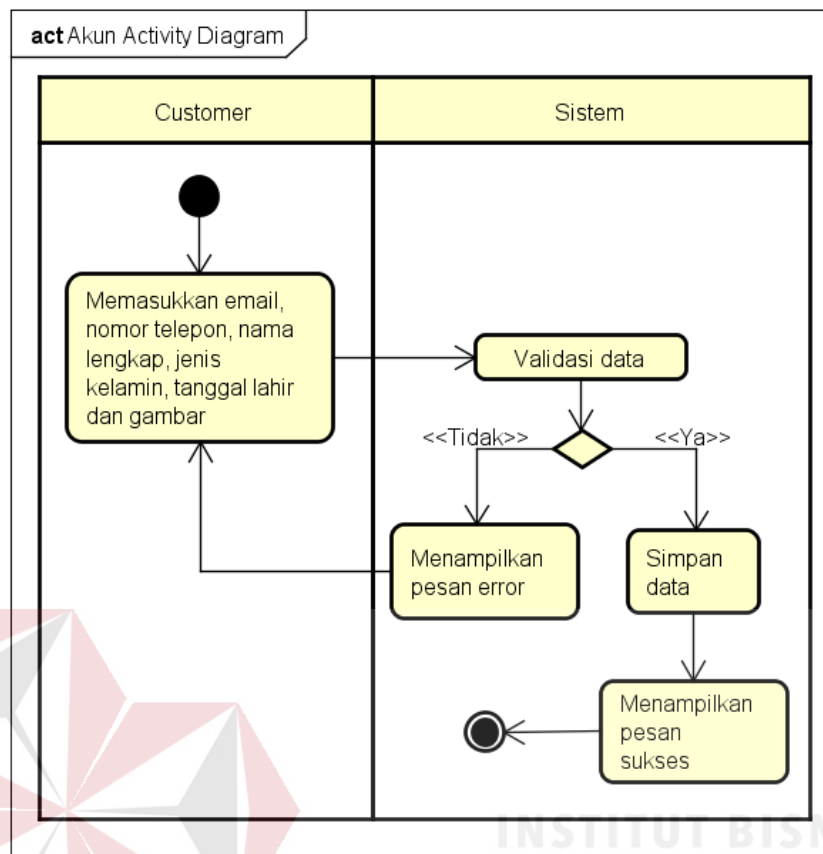 act Akun Activity Diagram
Customer
Sistem
Memasukkan email,
nomor telepon, nama
lengkap, jenis
kelamin, tanggal lahir
dan gambar
Validasi data
<<Tidak>>
<<Ya>>
Menampilkan
pesan error
Simpan
data
Menampilkan
pesan
sukses
INSTITUT BISN